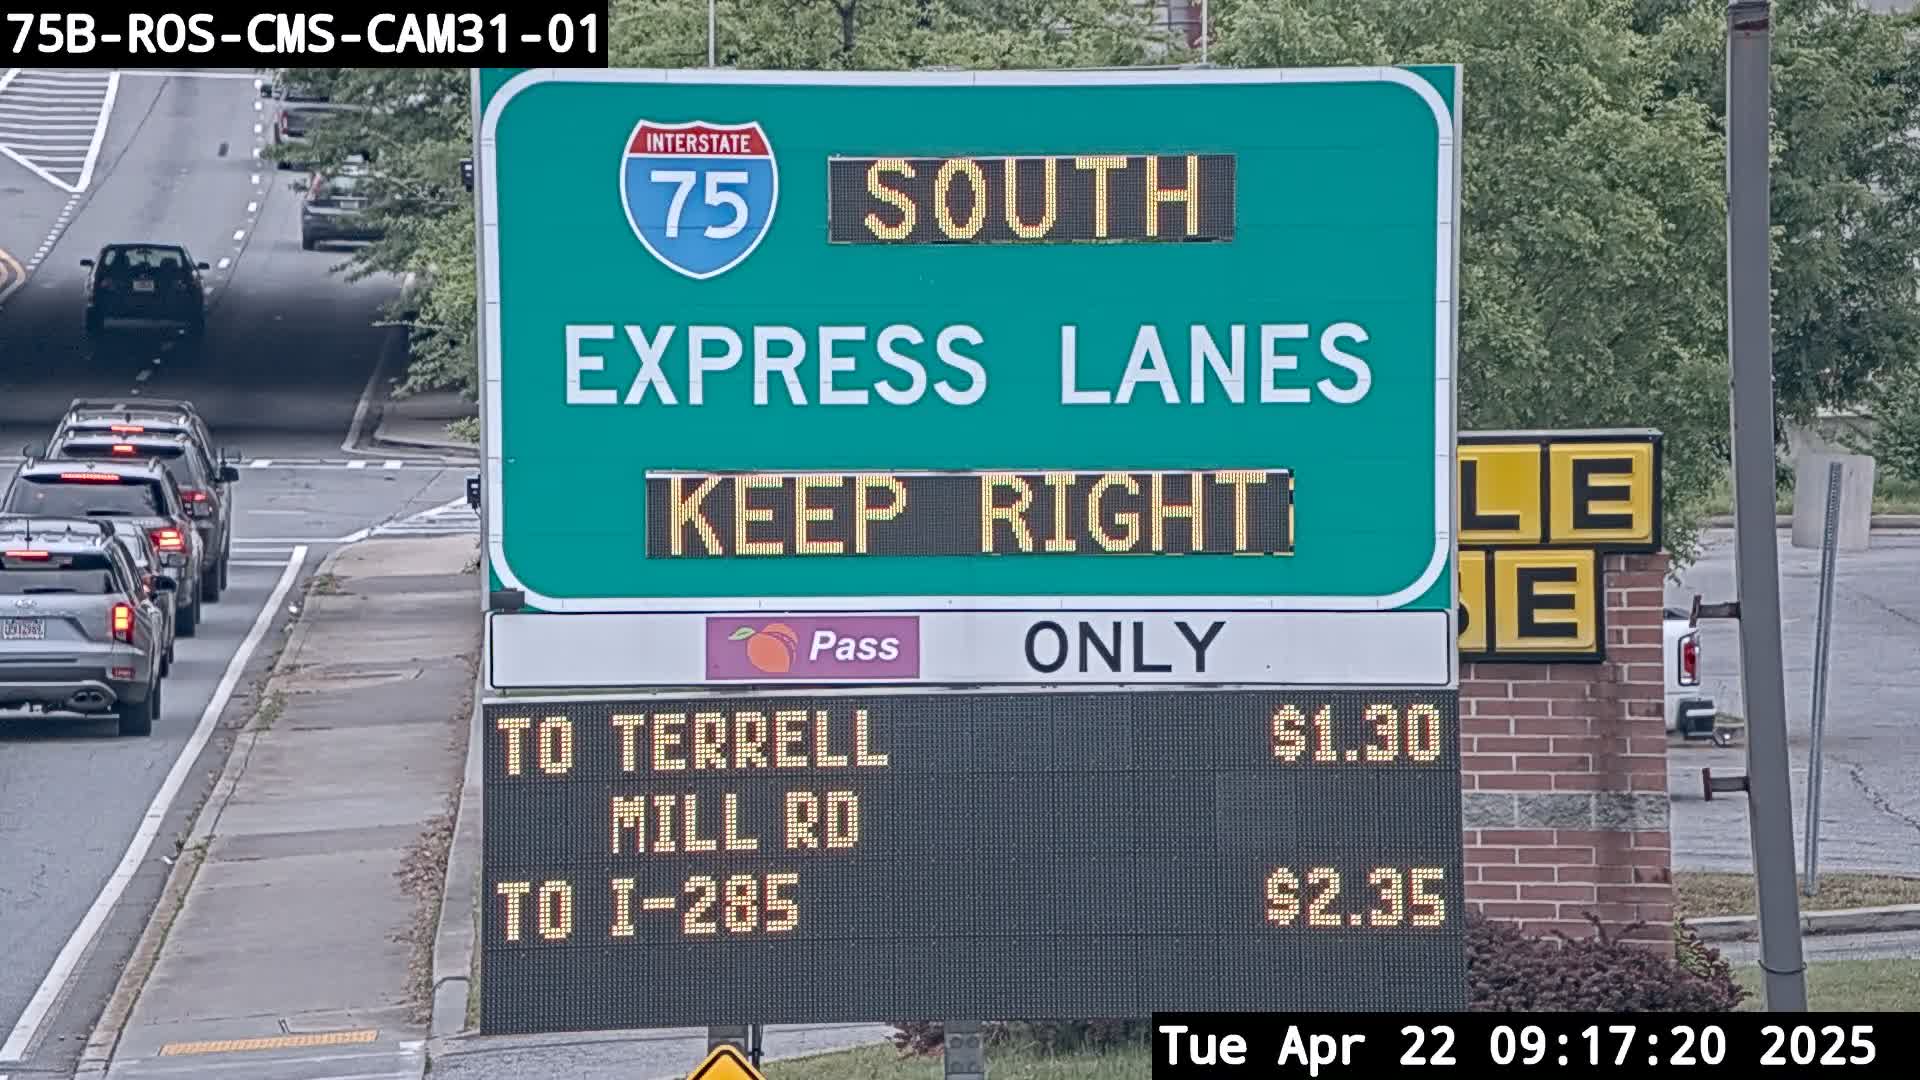 75B-ROS-CMS-CAM31-01
INTERSTATE
75
SOUTH
EXPRESS LANES
KEEP RIGHT
Pass ONLY
TO TERRELL $1.30
MILL RD
TO I-285 $2.35
LE
E
Tue Apr 22 09:17:20 2025